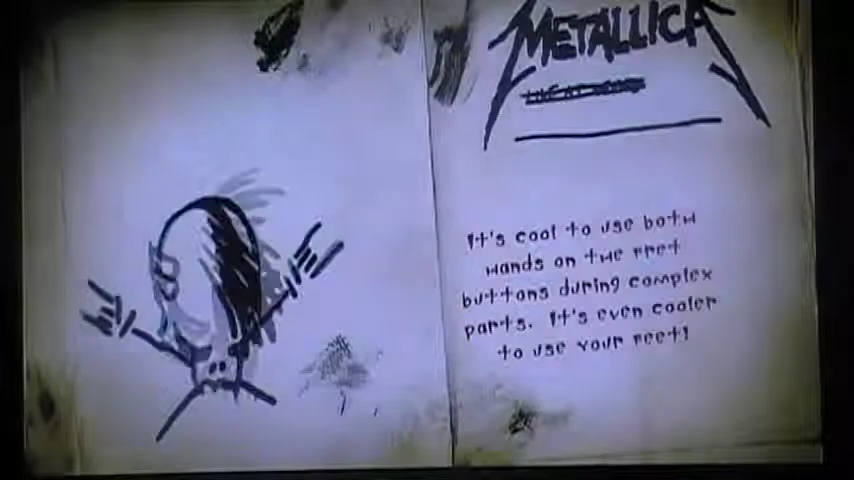 METALLICA
It's cool to use both
hands on the fret
buttons during complex
parts. It's even cooler
to use your feet!